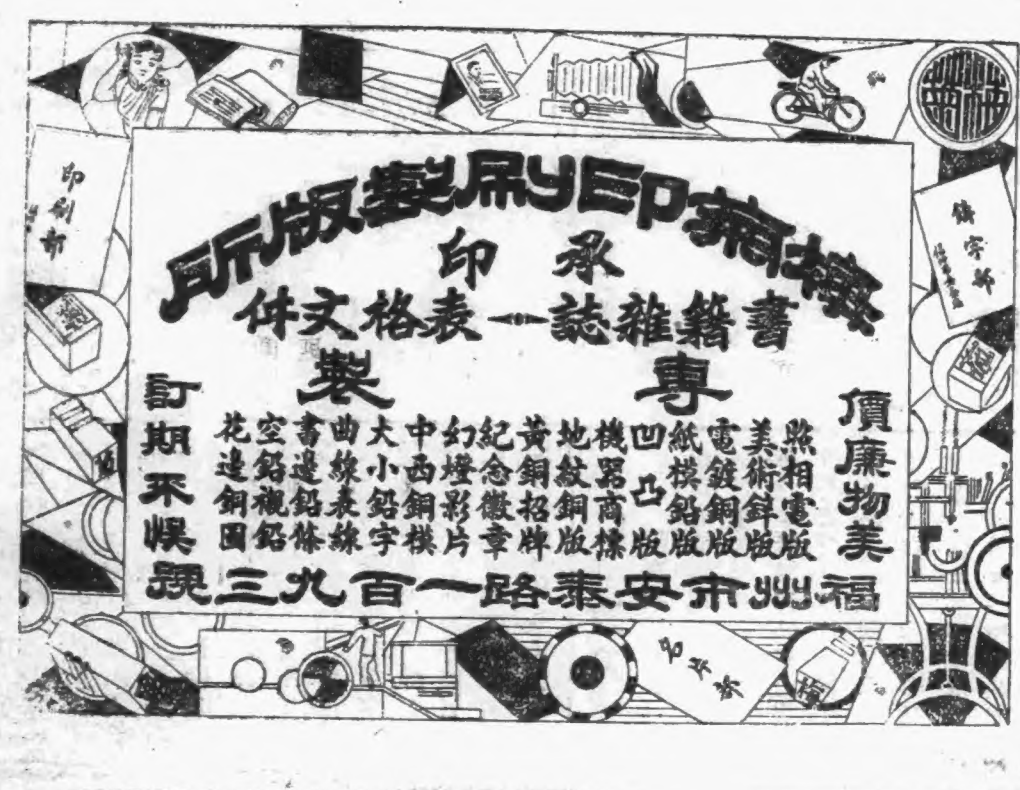 印刷製版所
承印
書籍雜誌—表格文件
專製
價廉物美
照相電版
美術鋅版
電鍍銅版
紙模鉛版
凹凸版
機器商標
地紋銅版
黃銅招牌
紀念徽章
幻燈影片
中西銅模
大小鉛字
曲線表線
書邊鉛條
空鉛襯鉛
花邊銅圓
訂期不悞
福州市安泰路一百九三號
鑄字部
印刷部